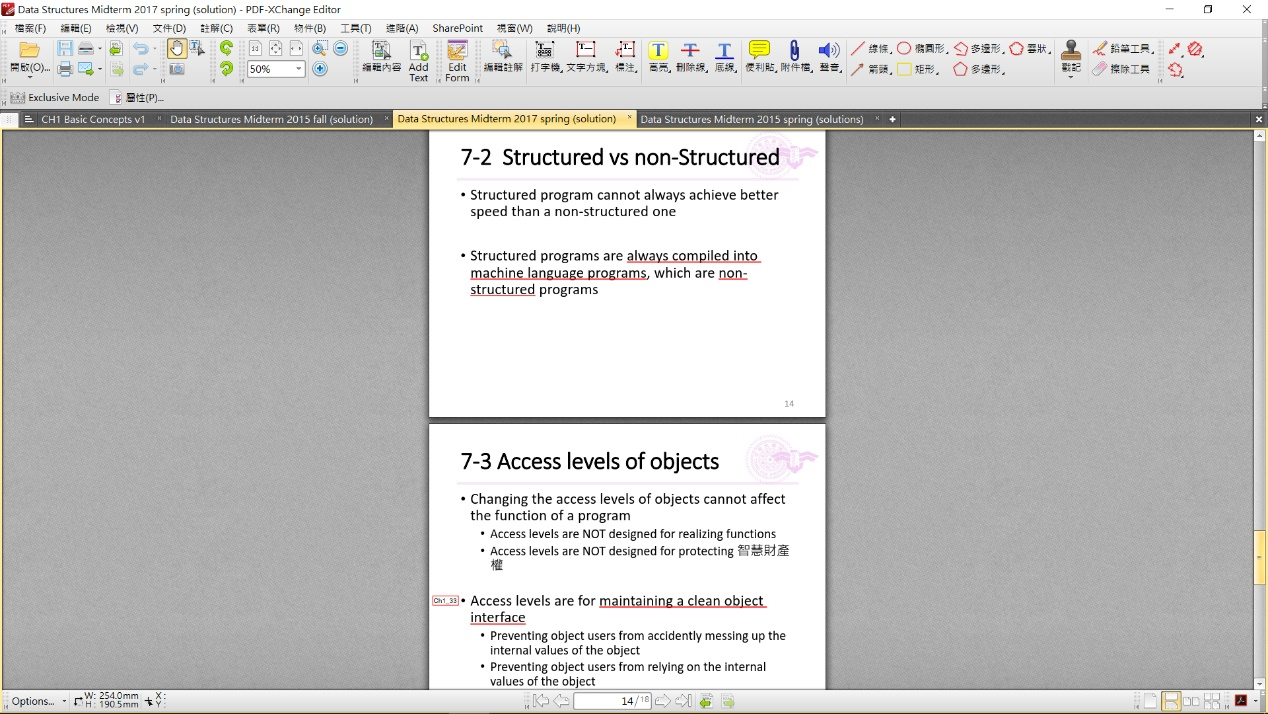 Data Structures Midterm 2017 spring (solution) - PDF-XChange Editor
檔案(F) 編輯(E) 檢視(V) 文件(D) 註解(C) 表單(R) 物件(B) 工具(T) 進階(A) SharePoint 視窗(W) 說明(H)
開啟(O)... 50% 編輯內容 Add Text Edit Form 編輯註解 打字機 文字方塊 標注 高亮 刪除線 底線 便利貼 附件檔 聲音 線條 橢圓形 多邊形 雲狀 戳記 鉛筆工具
箭頭 矩形 多邊形 擦除工具
Exclusive Mode 屬性(P)...
CH1 Basic Concepts v1 Data Structures Midterm 2015 fall (solution) Data Structures Midterm 2017 spring (solution) Data Structures Midterm 2015 spring (solutions)
7-2 Structured vs non-Structured
• Structured program cannot always achieve better
speed than a non-structured one
• Structured programs are always compiled into
machine language programs, which are non-
structured programs
14
7-3 Access levels of objects
• Changing the access levels of objects cannot affect
the function of a program
• Access levels are NOT designed for realizing functions
• Access levels are NOT designed for protecting 智慧財產
權
Ch1_33 • Access levels are for maintaining a clean object
interface
• Preventing object users from accidently messing up the
internal values of the object
• Preventing object users from relying on the internal
values of the object
Options... W: 254.0mm X:
H: 190.5mm Y:
14/18